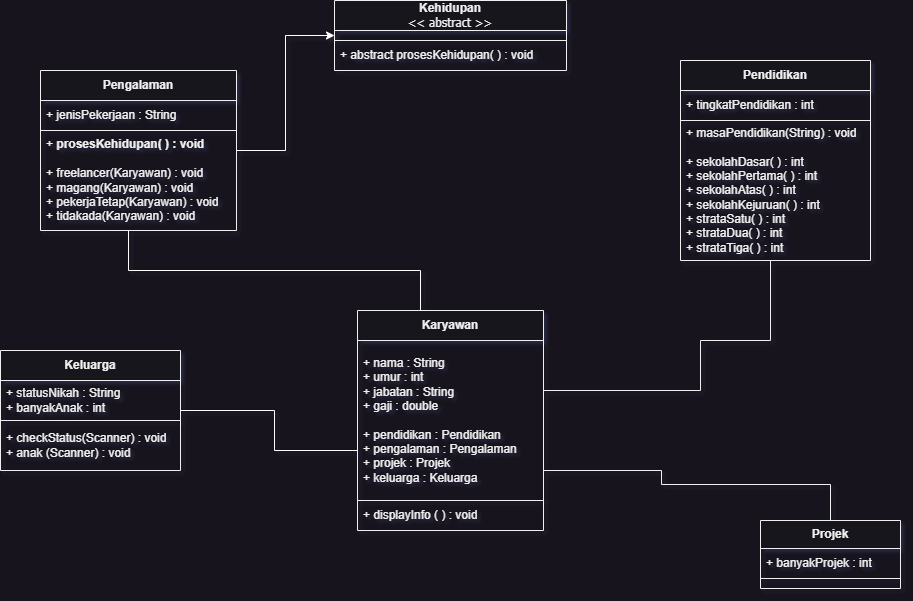 Kehidupan
<< abstract >>
+ abstract prosesKehidupan( ) : void
Pengalaman
+ jenisPekerjaan : String
+ prosesKehidupan( ) : void
+ freelancer(Karyawan) : void
+ magang(Karyawan) : void
+ pekerjaTetap(Karyawan) : void
+ tidakada(Karyawan) : void
Pendidikan
+ tingkatPendidikan : int
+ masaPendidikan(String) : void
+ sekolahDasar( ) : int
+ sekolahPertama( ) : int
+ sekolahAtas( ) : int
+ sekolahKejuruan( ) : int
+ strataSatu( ) : int
+ strataDua( ) : int
+ strataTiga( ) : int
Karyawan
+ nama : String
+ umur : int
+ jabatan : String
+ gaji : double
+ pendidikan : Pendidikan
+ pengalaman : Pengalaman
+ projek : Projek
+ keluarga : Keluarga
+ displayInfo ( ) : void
Keluarga
+ statusNikah : String
+ banyakAnak : int
+ checkStatus(Scanner) : void
+ anak (Scanner) : void
Projek
+ banyakProjek : int